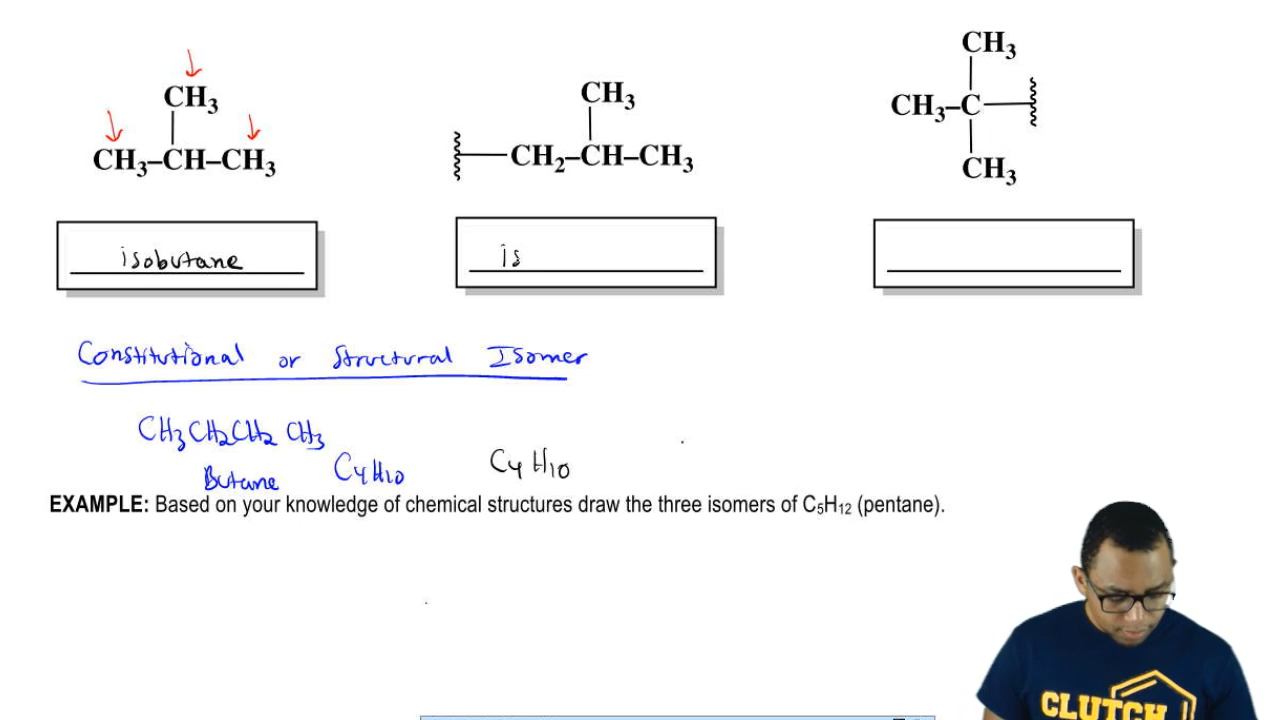 CH3
CH3–CH–CH3
CH3
CH2–CH–CH3
CH3
CH3–C
CH3
isobutane
is
Constitutional or Structural Isomer
CH3CH2CH2CH3
Butane C4H10
C4H10
EXAMPLE: Based on your knowledge of chemical structures draw the three isomers of C5H12 (pentane).
CLUTCH